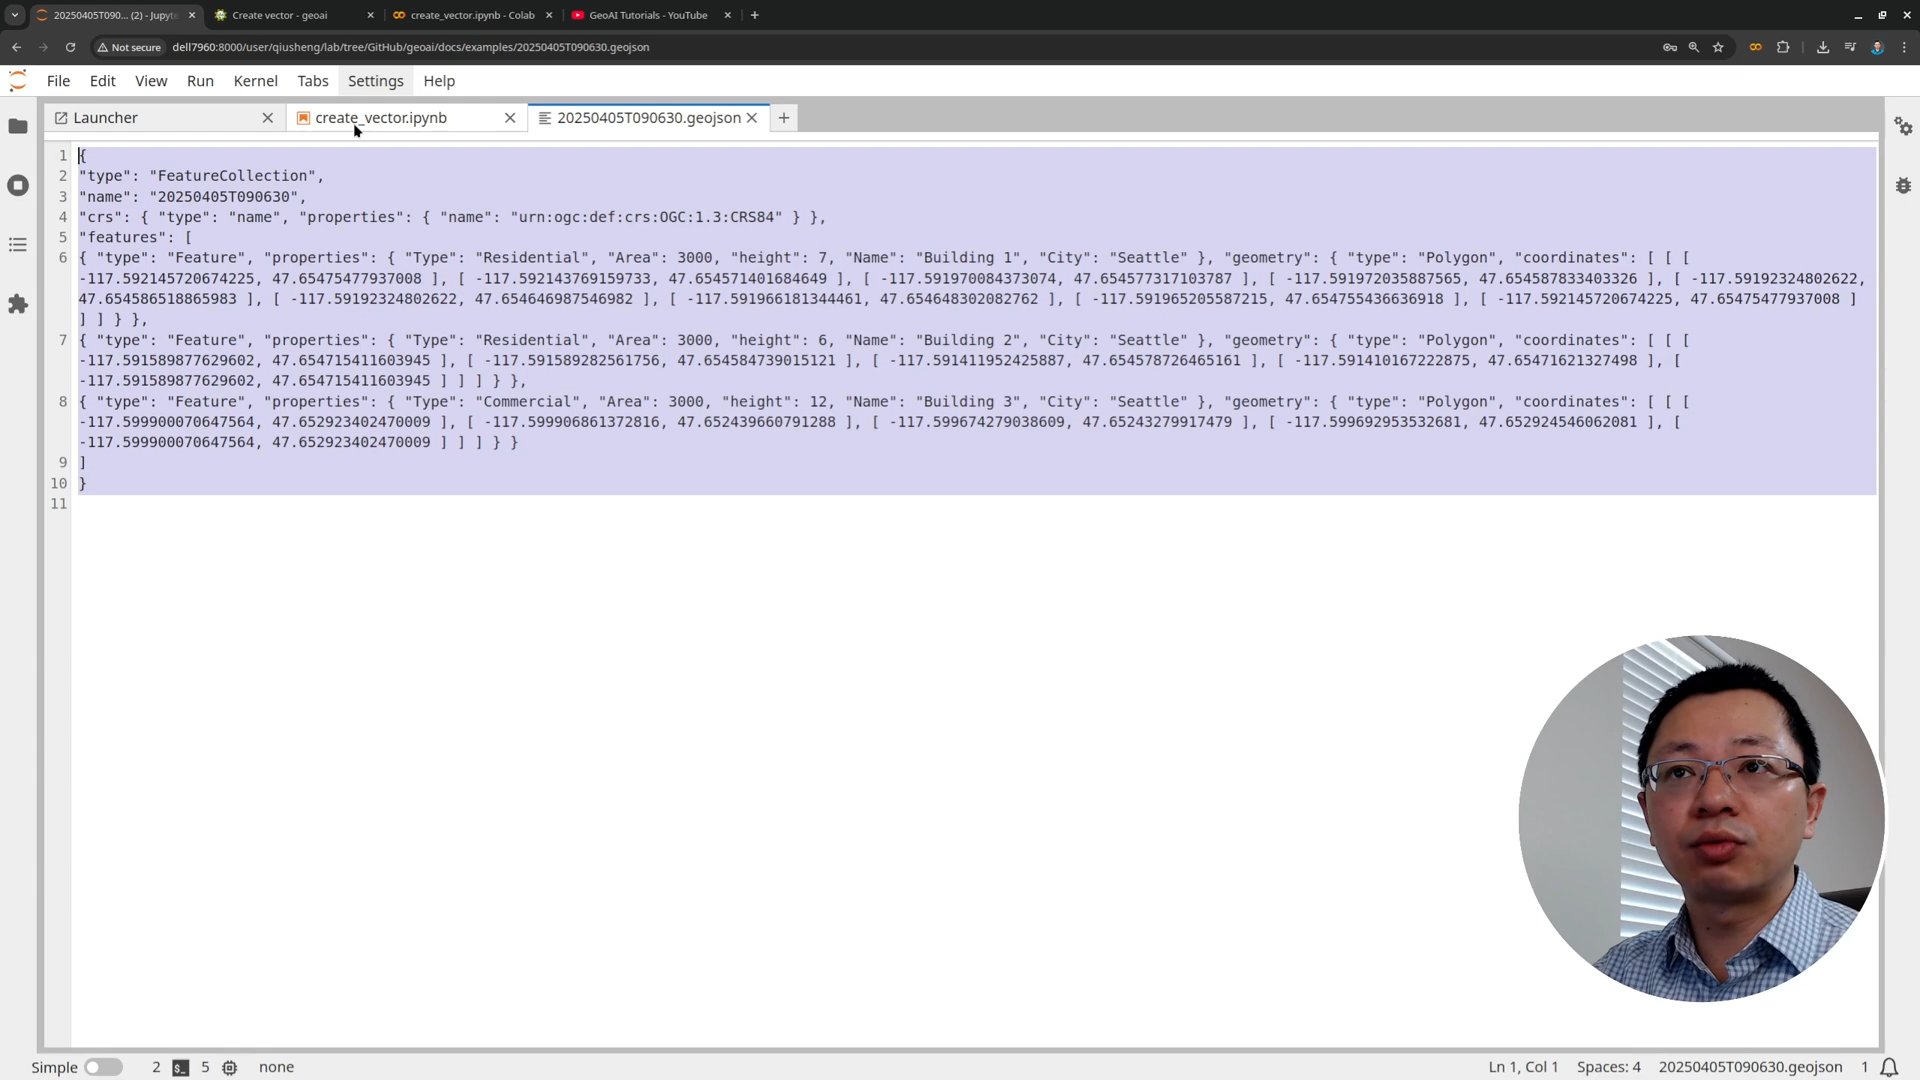 20250405T090... (2) - Jupyte
Create vector - geoai
create_vector.ipynb - Colab
GeoAI Tutorials - YouTube
Not secure
dell7960:8000/user/qiusheng/lab/tree/GitHub/geoai/docs/examples/20250405T090630.geojson
File Edit View Run Kernel Tabs Settings Help
Launcher
create_vector.ipynb
20250405T090630.geojson
1 {
2 "type": "FeatureCollection",
3 "name": "20250405T090630",
4 "crs": { "type": "name", "properties": { "name": "urn:ogc:def:crs:OGC:1.3:CRS84" } },
5 "features": [
6 { "type": "Feature", "properties": { "Type": "Residential", "Area": 3000, "height": 7, "Name": "Building 1", "City": "Seattle" }, "geometry": { "type": "Polygon", "coordinates": [ [ [
-117.592145720674225, 47.65475477937008 ], [ -117.592143769159733, 47.654571401684649 ], [ -117.591970084373074, 47.654577317103787 ], [ -117.591972035887565, 47.654587833403326 ], [ -117.59192324802622,
47.654586518865983 ], [ -117.59192324802622, 47.654646987546982 ], [ -117.591966181344461, 47.654648302082762 ], [ -117.591965205587215, 47.654755436636918 ], [ -117.592145720674225, 47.65475477937008 ]
] ] } },
7 { "type": "Feature", "properties": { "Type": "Residential", "Area": 3000, "height": 6, "Name": "Building 2", "City": "Seattle" }, "geometry": { "type": "Polygon", "coordinates": [ [ [
-117.591589877629602, 47.654715411603945 ], [ -117.591589282561756, 47.654584739015121 ], [ -117.591411952425887, 47.654578726465161 ], [ -117.591410167222875, 47.65471621327498 ], [
-117.591589877629602, 47.654715411603945 ] ] ] } },
8 { "type": "Feature", "properties": { "Type": "Commercial", "Area": 3000, "height": 12, "Name": "Building 3", "City": "Seattle" }, "geometry": { "type": "Polygon", "coordinates": [ [ [
-117.599900070647564, 47.652923402470009 ], [ -117.599906861372816, 47.652439660791288 ], [ -117.599674279038609, 47.65243279917479 ], [ -117.599692953532681, 47.652924546062081 ], [
-117.599900070647564, 47.652923402470009 ] ] ] } }
9 ]
10 }
11
Simple 2 $_ 5 none
Ln 1, Col 1 Spaces: 4 20250405T090630.geojson 1